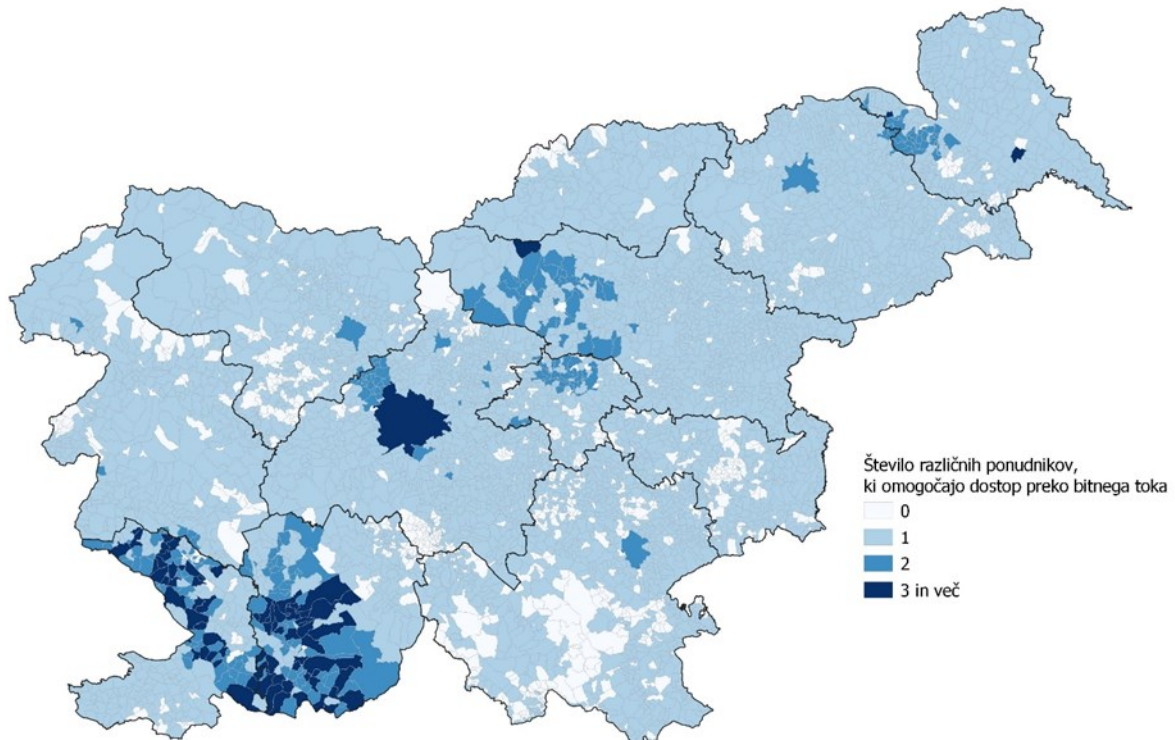 Število različnih ponudnikov,
ki omogočajo dostop preko bitnega toka
0
1
2
3 in več